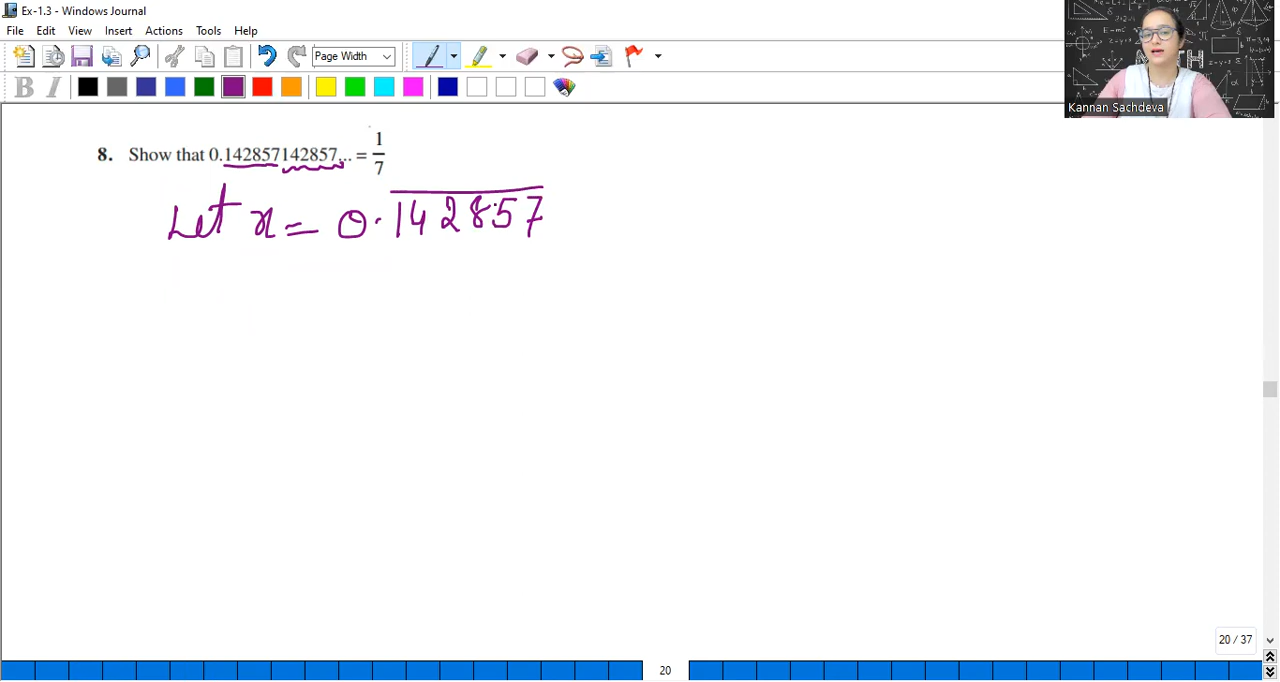 Ex-1.3 - Windows Journal
File Edit View Insert Actions Tools Help
Page Width
B I
Kannan Sachdeva
8. Show that 0.142857142857... = 1/7
Let x = 0.\overline{142857}
20 / 37
20